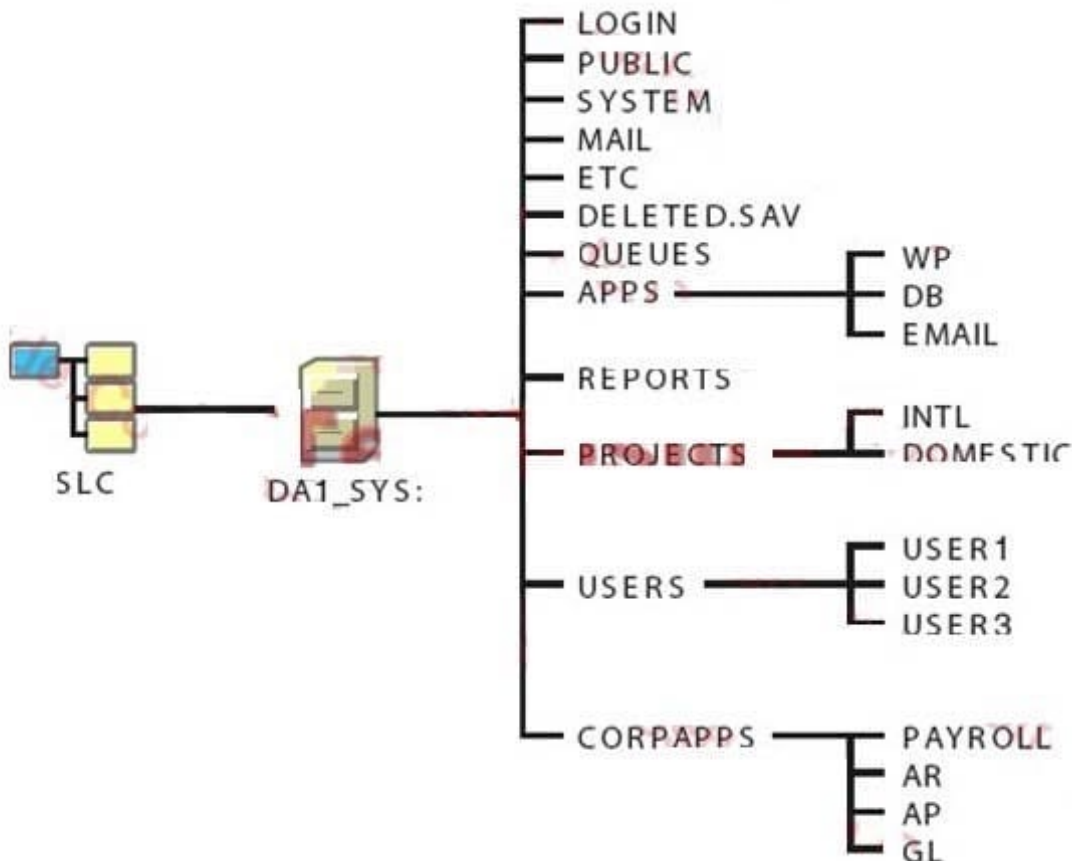 LOGIN
PUBLIC
SYSTEM
MAIL
ETC
DELETED.SAV
QUEUES
APPS
WP
DB
EMAIL
REPORTS
PROJECTS
INTL
DOMESTIC
SLC
DA1_SYS:
USERS
USER1
USER2
USER3
CORPAPPS
PAYROLL
AR
AP
GL